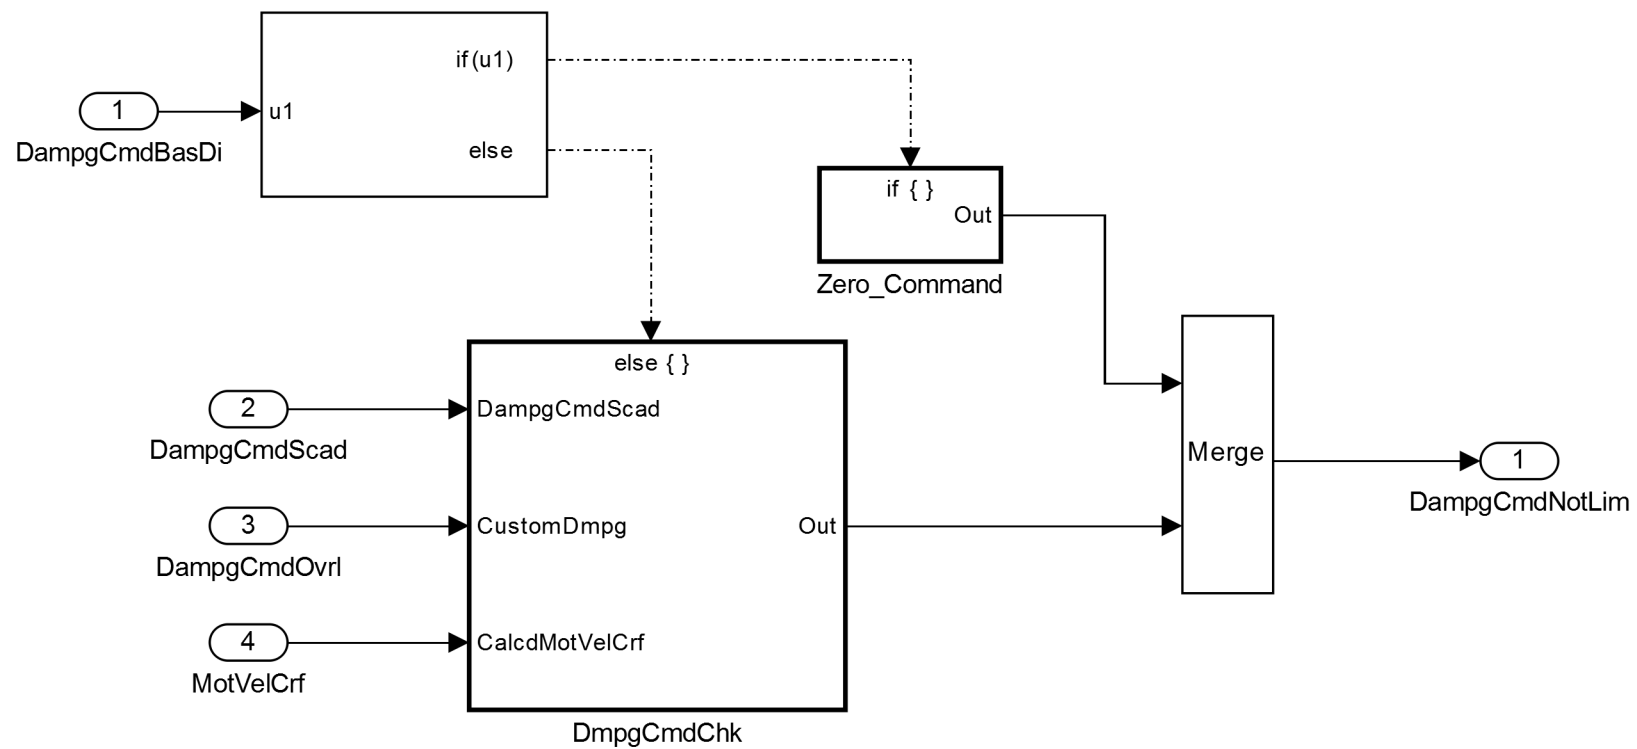 if(u1)
1
u1
DampgCmdBasDi
else
if { }
Out
Zero_Command
else { }
2
DampgCmdScad
DampgCmdScad
Merge
1
DampgCmdNotLim
3
CustomDmpg
Out
DampgCmdOvrl
4
CalcdMotVelCrf
MotVelCrf
DmpgCmdChk